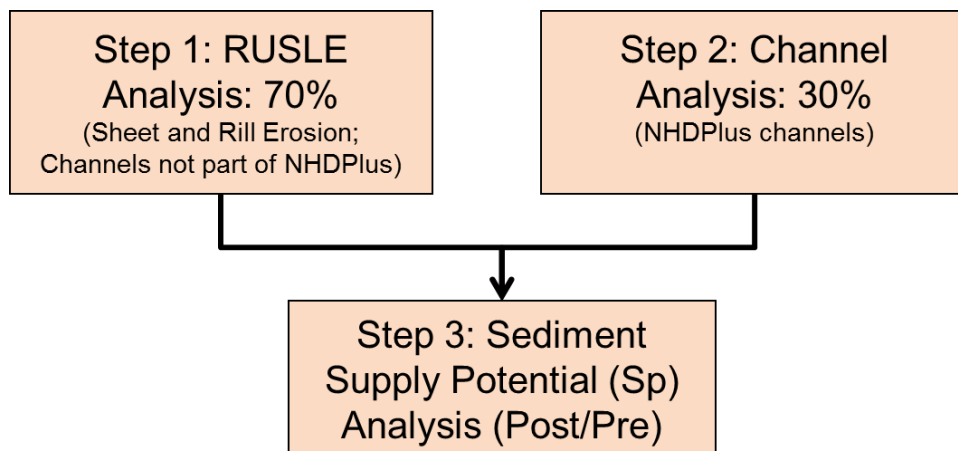 Step 1: RUSLE
Analysis: 70%
(Sheet and Rill Erosion;
Channels not part of NHDPlus)
Step 2: Channel
Analysis: 30%
(NHDPlus channels)
Step 3: Sediment
Supply Potential (Sp)
Analysis (Post/Pre)